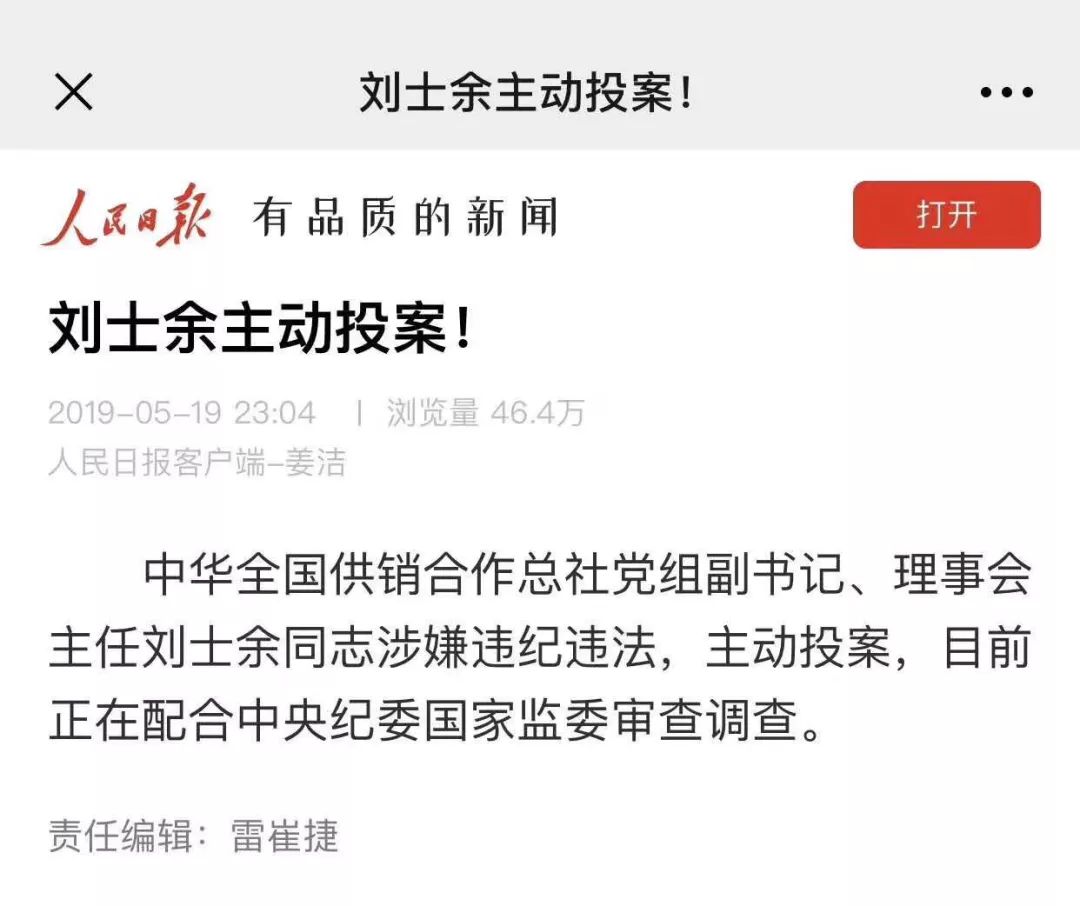 刘士余主动投案！
人民日报 有品质的新闻 打开
刘士余主动投案！
2019-05-19 23:04 | 浏览量 46.4万
人民日报客户端-姜洁
中华全国供销合作总社党组副书记、理事会
主任刘士余同志涉嫌违纪违法，主动投案，目前
正在配合中央纪委国家监委审查调查。
责任编辑：雷崔捷